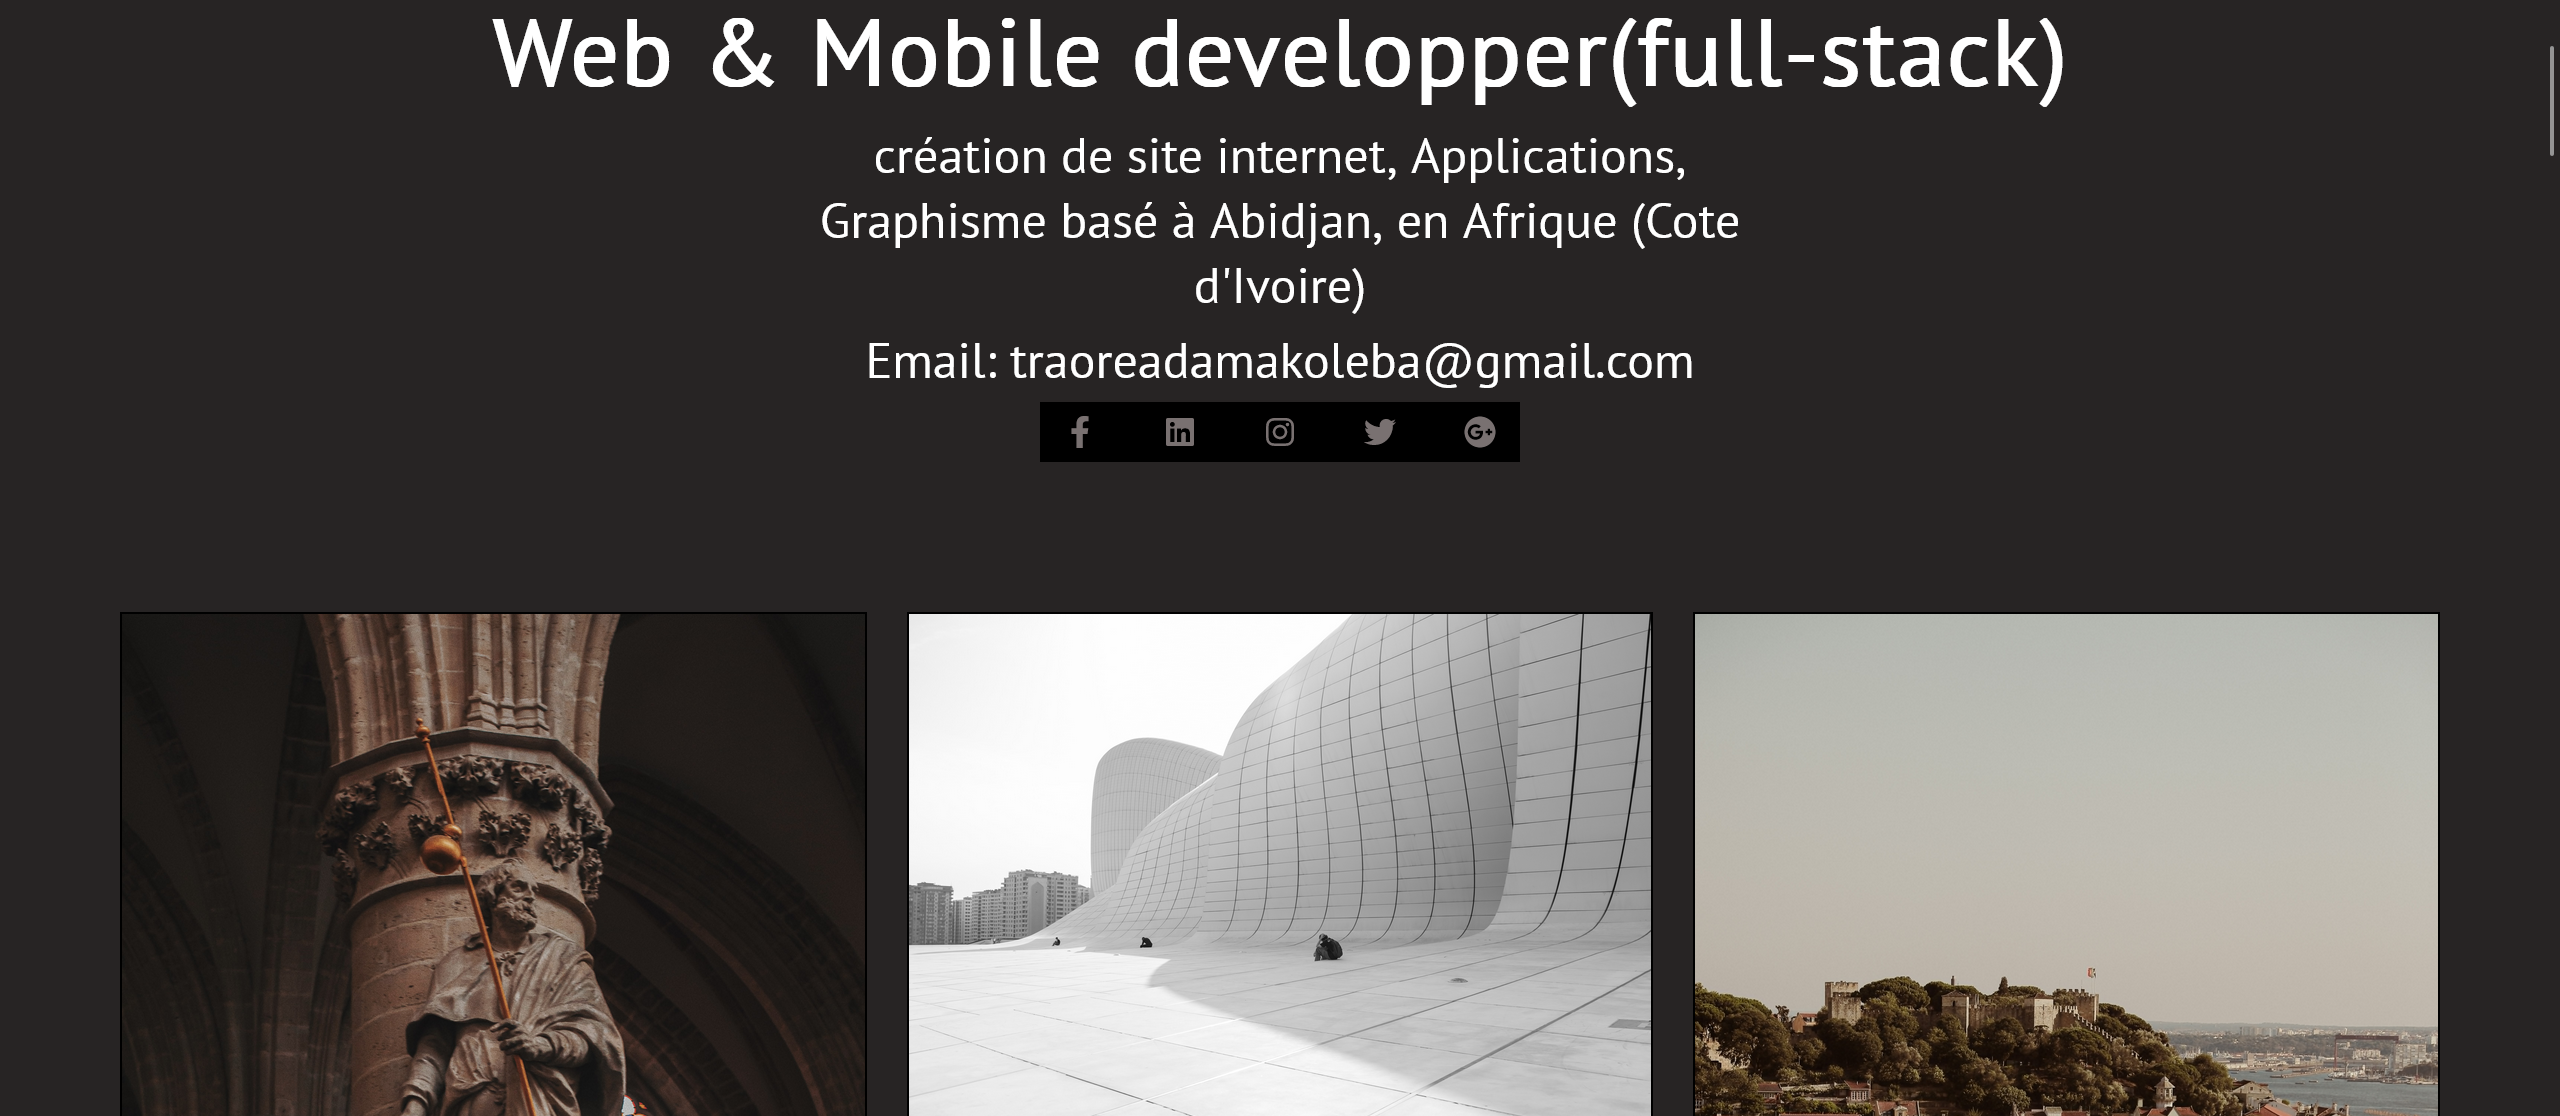 Web & Mobile developper(full-stack)
création de site internet, Applications,
Graphisme basé à Abidjan, en Afrique (Cote
d'Ivoire)
Email: traoreadamakoleba@gmail.com